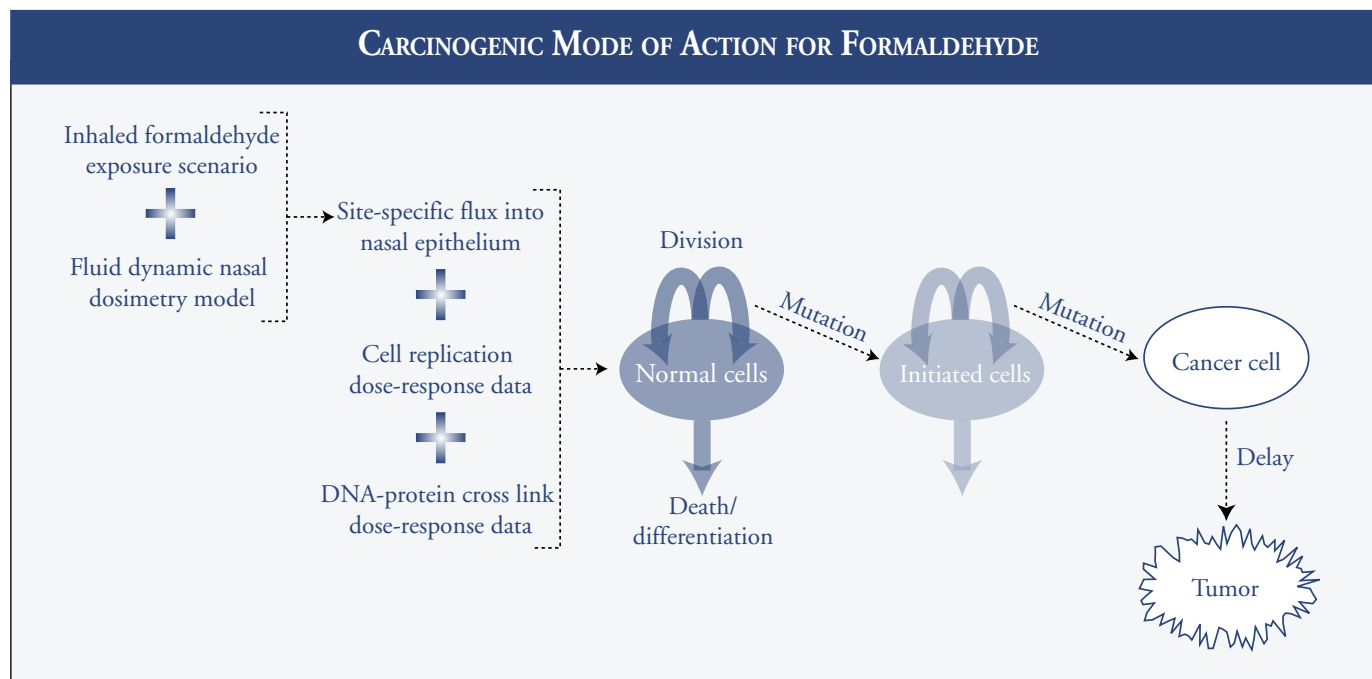 CARCINOGENIC MODE OF ACTION FOR FORMALDEHYDE
Inhaled formaldehyde
exposure scenario
Fluid dynamic nasal
dosimetry model
Site-specific flux into
nasal epithelium
Cell replication
dose-response data
DNA-protein cross link
dose-response data
Division
Normal cells
Death/
differentiation
Mutation
Initiated cells
Mutation
Cancer cell
Delay
Tumor